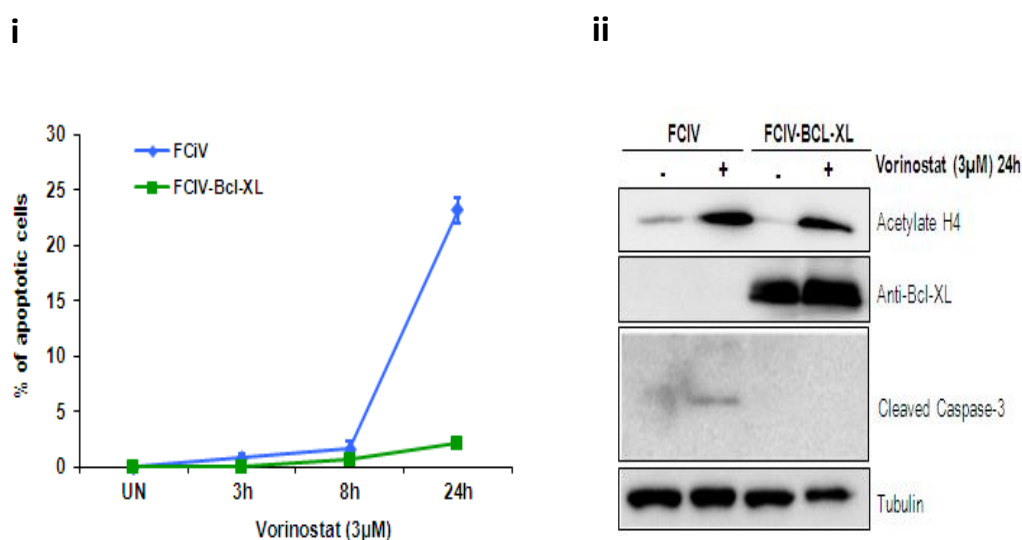 i
ii
30
25
20
15
10
5
0
% of apoptotic cells
FCiV
FCIV-Bcl-XL
UN 3h 8h 24h
Vorinostat (3µM)
FCIV FCIV-BCL-XL
- + - + Vorinostat (3µM) 24h
Acetylate H4
Anti-Bcl-XL
Cleaved Caspase-3
Tubulin